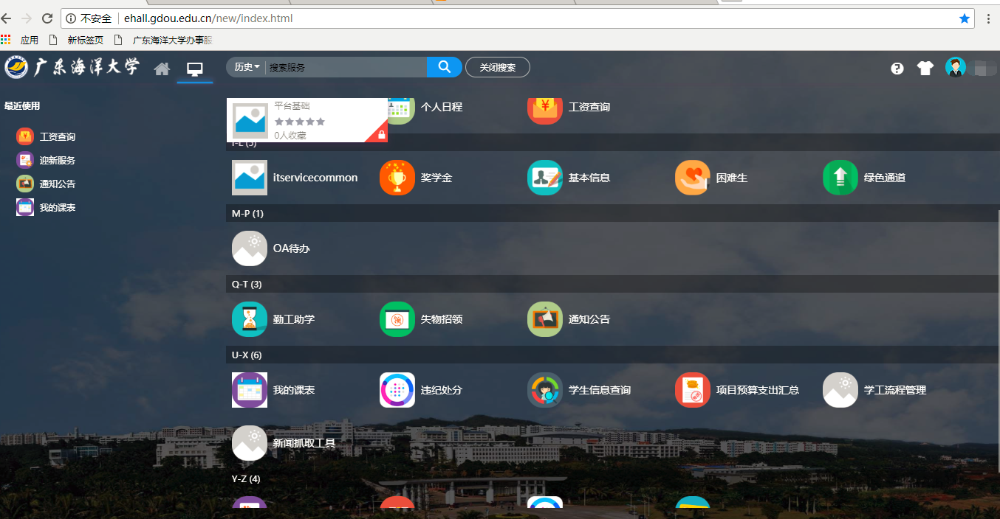 不安全 ehall.gdou.edu.cn/new/index.html
应用 新标签页 广东海洋大学办事服
广东海洋大学
历史 搜索服务 关闭搜索
最近使用
工资查询
迎新服务
通知公告
我的课表
平台基础
0人收藏
个人日程 工资查询
I-L (5)
itservicecommon 奖学金 基本信息 困难生 绿色通道
M-P (1)
OA待办
Q-T (3)
勤工助学 失物招领 通知公告
U-X (6)
我的课表 违纪处分 学生信息查询 项目预算支出汇总 学工流程管理
新闻抓取工具
Y-Z (4)